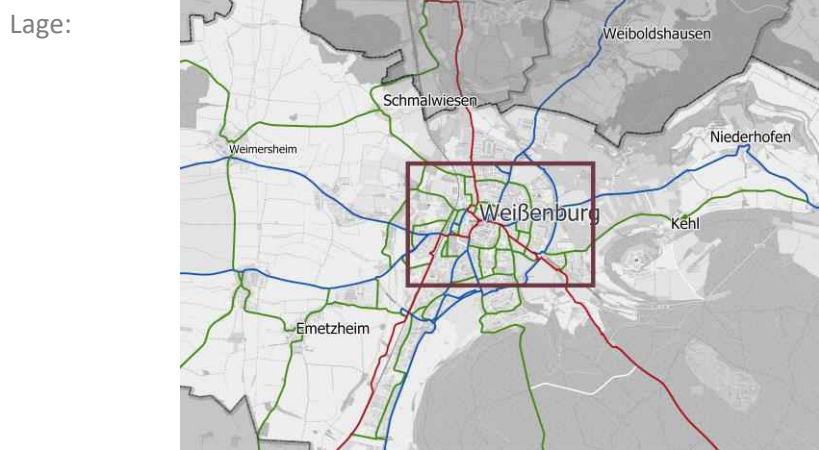 Lage:
Weiboldshausen
Schmalwiesen
Niederhofen
Weimersheim
Weißenburg
Kehl
Emetzheim